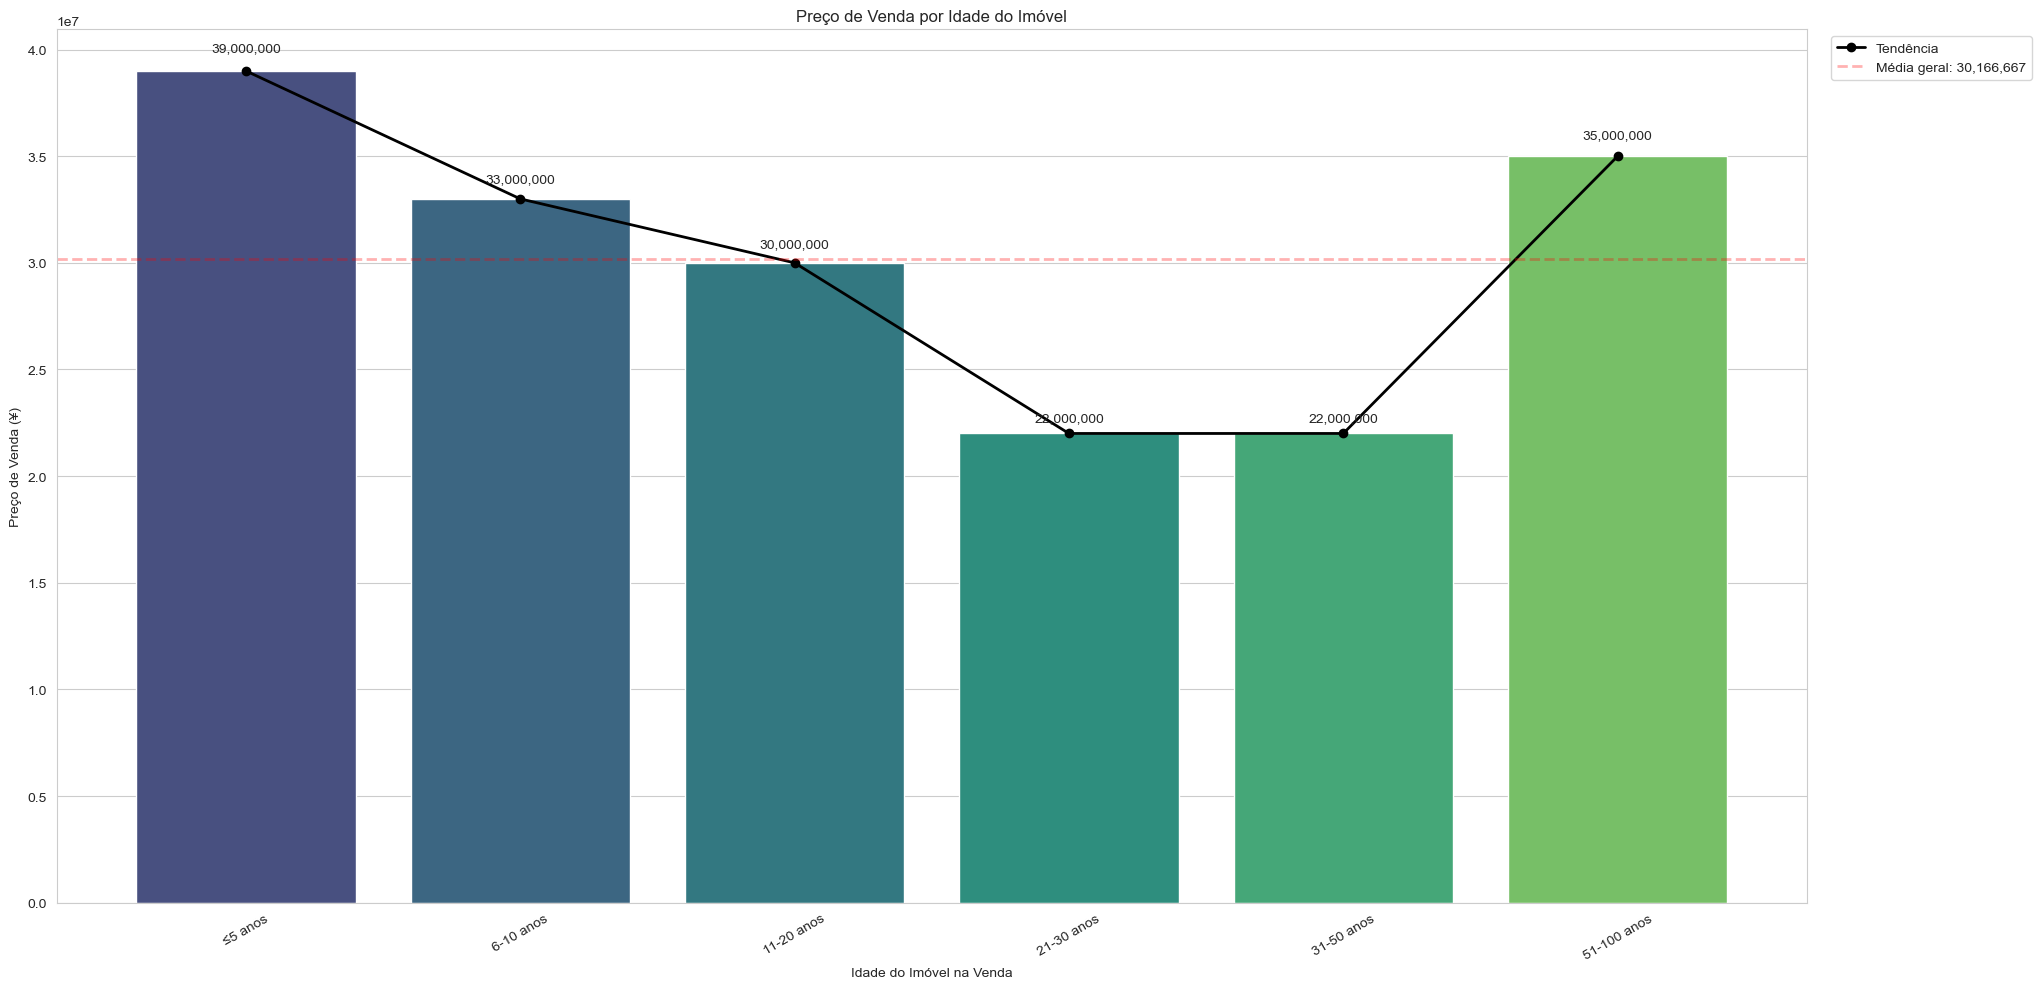 Preço de Venda por Idade do Imóvel
1e7
4.0
3.5
3.0
2.5
2.0
1.5
1.0
0.5
0.0
Preço de Venda (¥)
39,000,000
33,000,000
30,000,000
22,000,000
22,000,000
35,000,000
≤5 anos
6-10 anos
11-20 anos
21-30 anos
31-50 anos
51-100 anos
Idade do Imóvel na Venda
Tendência
Média geral: 30,166,667